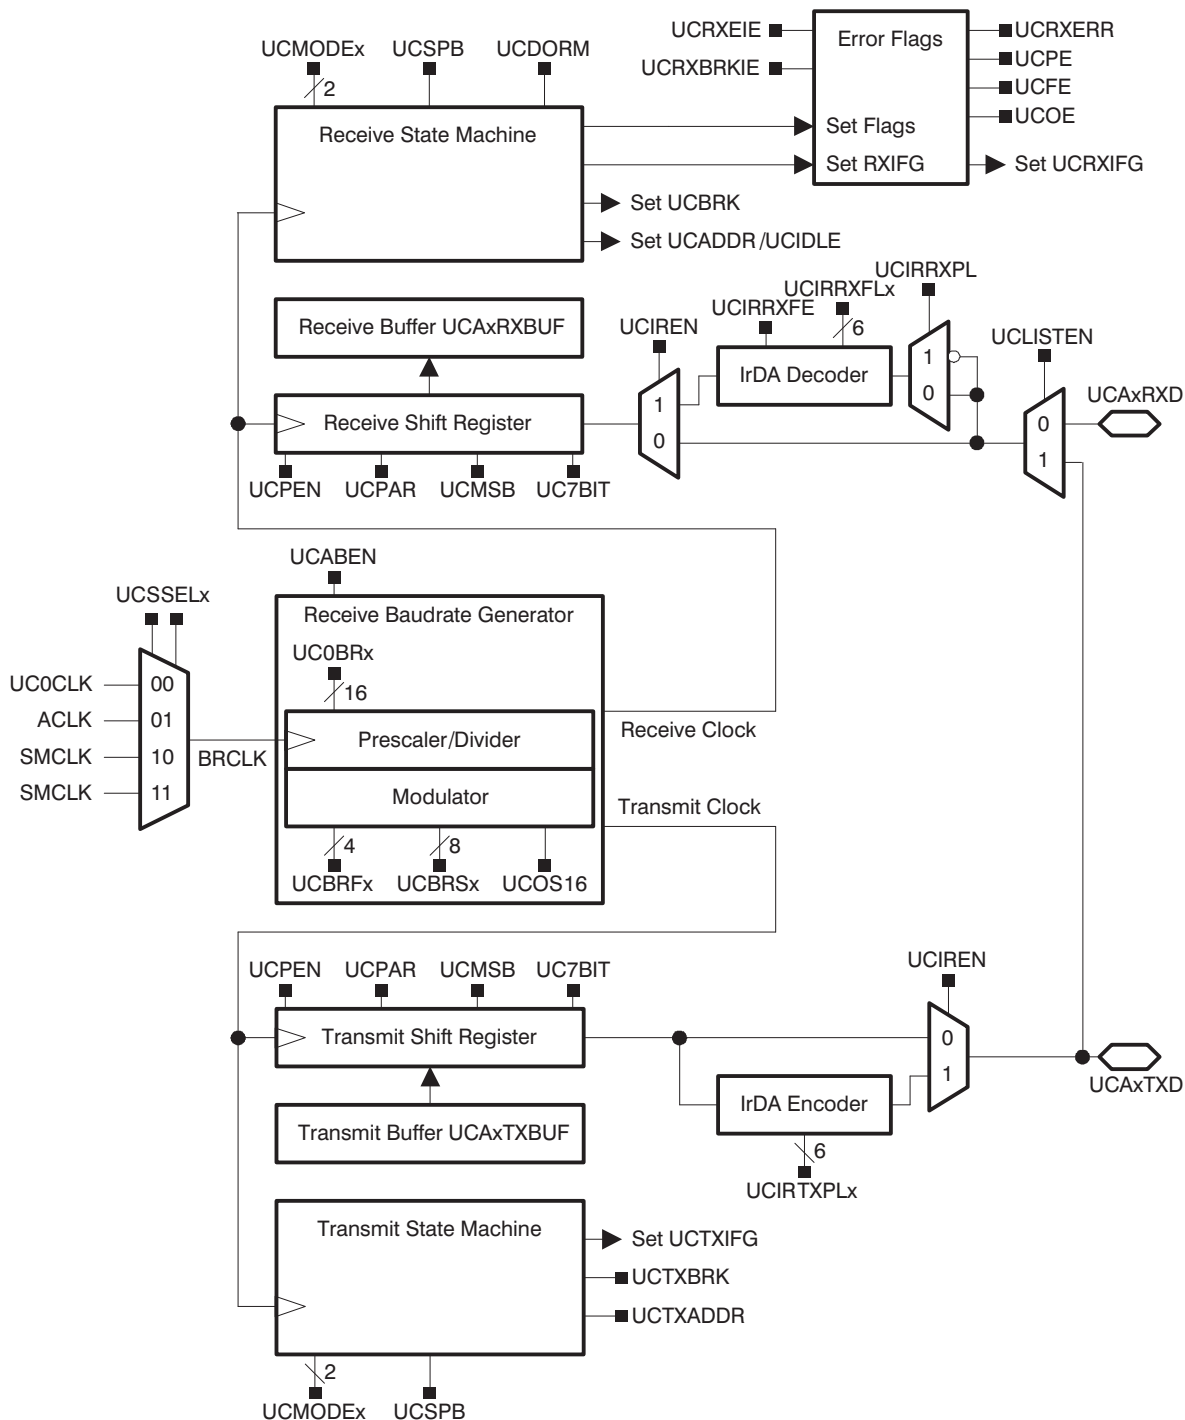 UCMODEx
UCSPB
UCDORM
UCRXEIE
UCRXBRKIE
Error Flags
UCRXERR
UCPE
UCFE
UCOE
2
Receive State Machine
Set Flags
Set RXIFG
Set UCRXIFG
Set UCBRK
Set UCADDR /UCIDLE
UCIRRXPL
UCIRRXFLx
UCIRRXFE
6
UCIREN
UCLISTEN
Receive Buffer UCAxRXBUF
IrDA Decoder
1
0
1
0
0
1
UCAxRXD
Receive Shift Register
UCPEN
UCPAR
UCMSB
UC7BIT
UCABEN
UCSSELx
Receive Baudrate Generator
UC0BRx
16
UC0CLK
00
ACLK
01
SMCLK
10
SMCLK
11
BRCLK
Prescaler/Divider
Receive Clock
Modulator
Transmit Clock
4
8
UCBRFx
UCBRSx
UCOS16
UCPEN
UCPAR
UCMSB
UC7BIT
UCIREN
Transmit Shift Register
0
1
UCAxTXD
IrDA Encoder
6
UCIRTXPLx
Transmit Buffer UCAxTXBUF
Transmit State Machine
Set UCTXIFG
UCTXBRK
UCTXADDR
2
UCMODEx
UCSPB